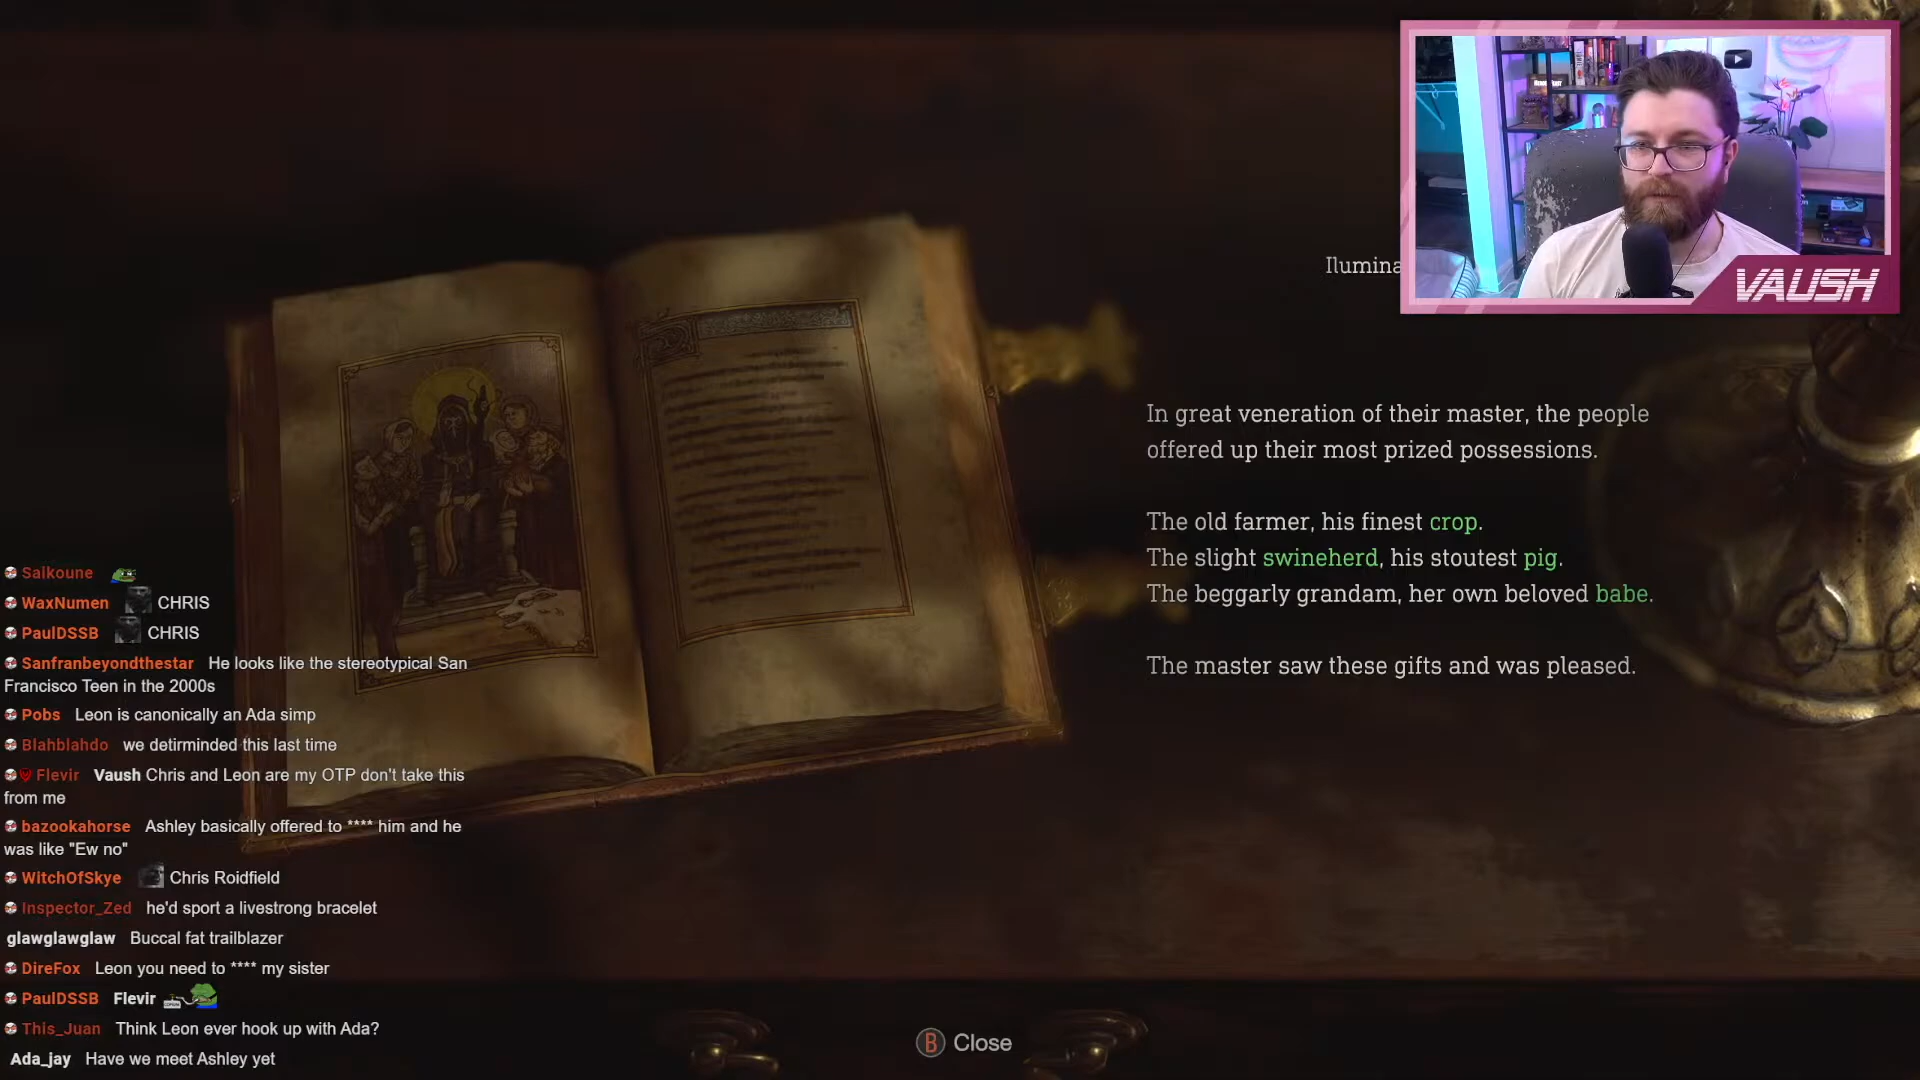 Ilumina
VAUSH
In great veneration of their master, the people
offered up their most prized possessions.
The old farmer, his finest crop.
The slight swineherd, his stoutest pig.
The beggarly grandam, her own beloved babe.
The master saw these gifts and was pleased.
Saikoune
WaxNumen CHRIS
PaulDSSB CHRIS
Sanfranbeyondthestar He looks like the stereotypical San
Francisco Teen in the 2000s
Pobs Leon is canonically an Ada simp
Blahblahdo we detirminded this last time
Flevir Vaush Chris and Leon are my OTP don't take this
from me
bazookahorse Ashley basically offered to **** him and he
was like "Ew no"
WitchOfSkye Chris Roidfield
Inspector_Zed he'd sport a livestrong bracelet
glawglawglaw Buccal fat trailblazer
DireFox Leon you need to **** my sister
PaulDSSB Flevir
This_Juan Think Leon ever hook up with Ada?
Ada_jay Have we meet Ashley yet
B Close